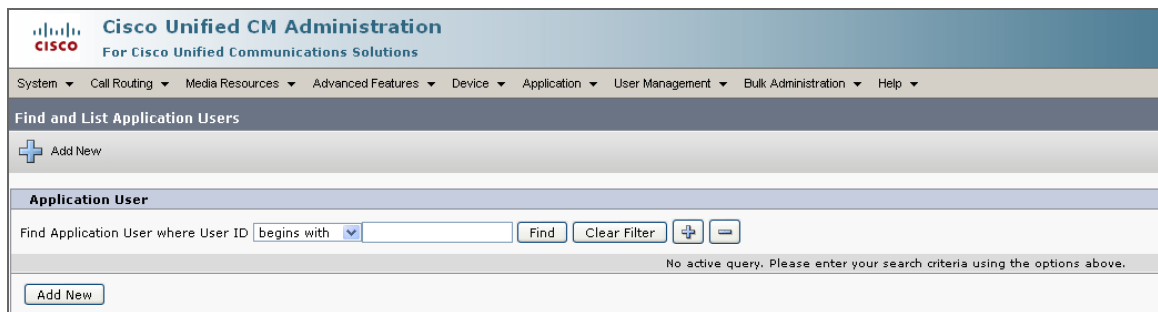 Cisco Unified CM Administration
CISCO For Cisco Unified Communications Solutions
System Call Routing Media Resources Advanced Features Device Application User Management Bulk Administration Help
Find and List Application Users
Add New
Application User
Find Application User where User ID begins with Find Clear Filter
No active query. Please enter your search criteria using the options above.
Add New